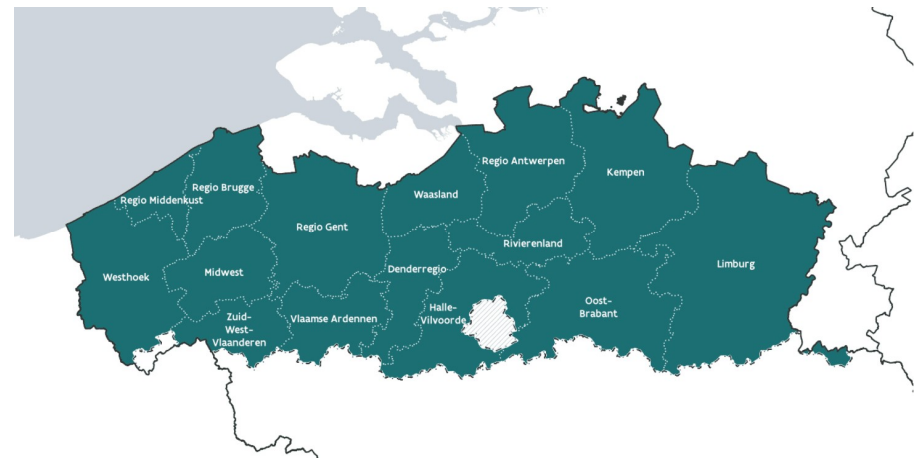 Regio Antwerpen
Kempen
Regio Brugge
Waasland
Regio Middenkust
Regio Gent
Rivierenland
Limburg
Westhoek
Midwest
Denderregio
Halle-
Vilvoorde
Oost-
Brabant
Zuid-
West-
Vlaanderen
Vlaamse Ardennen